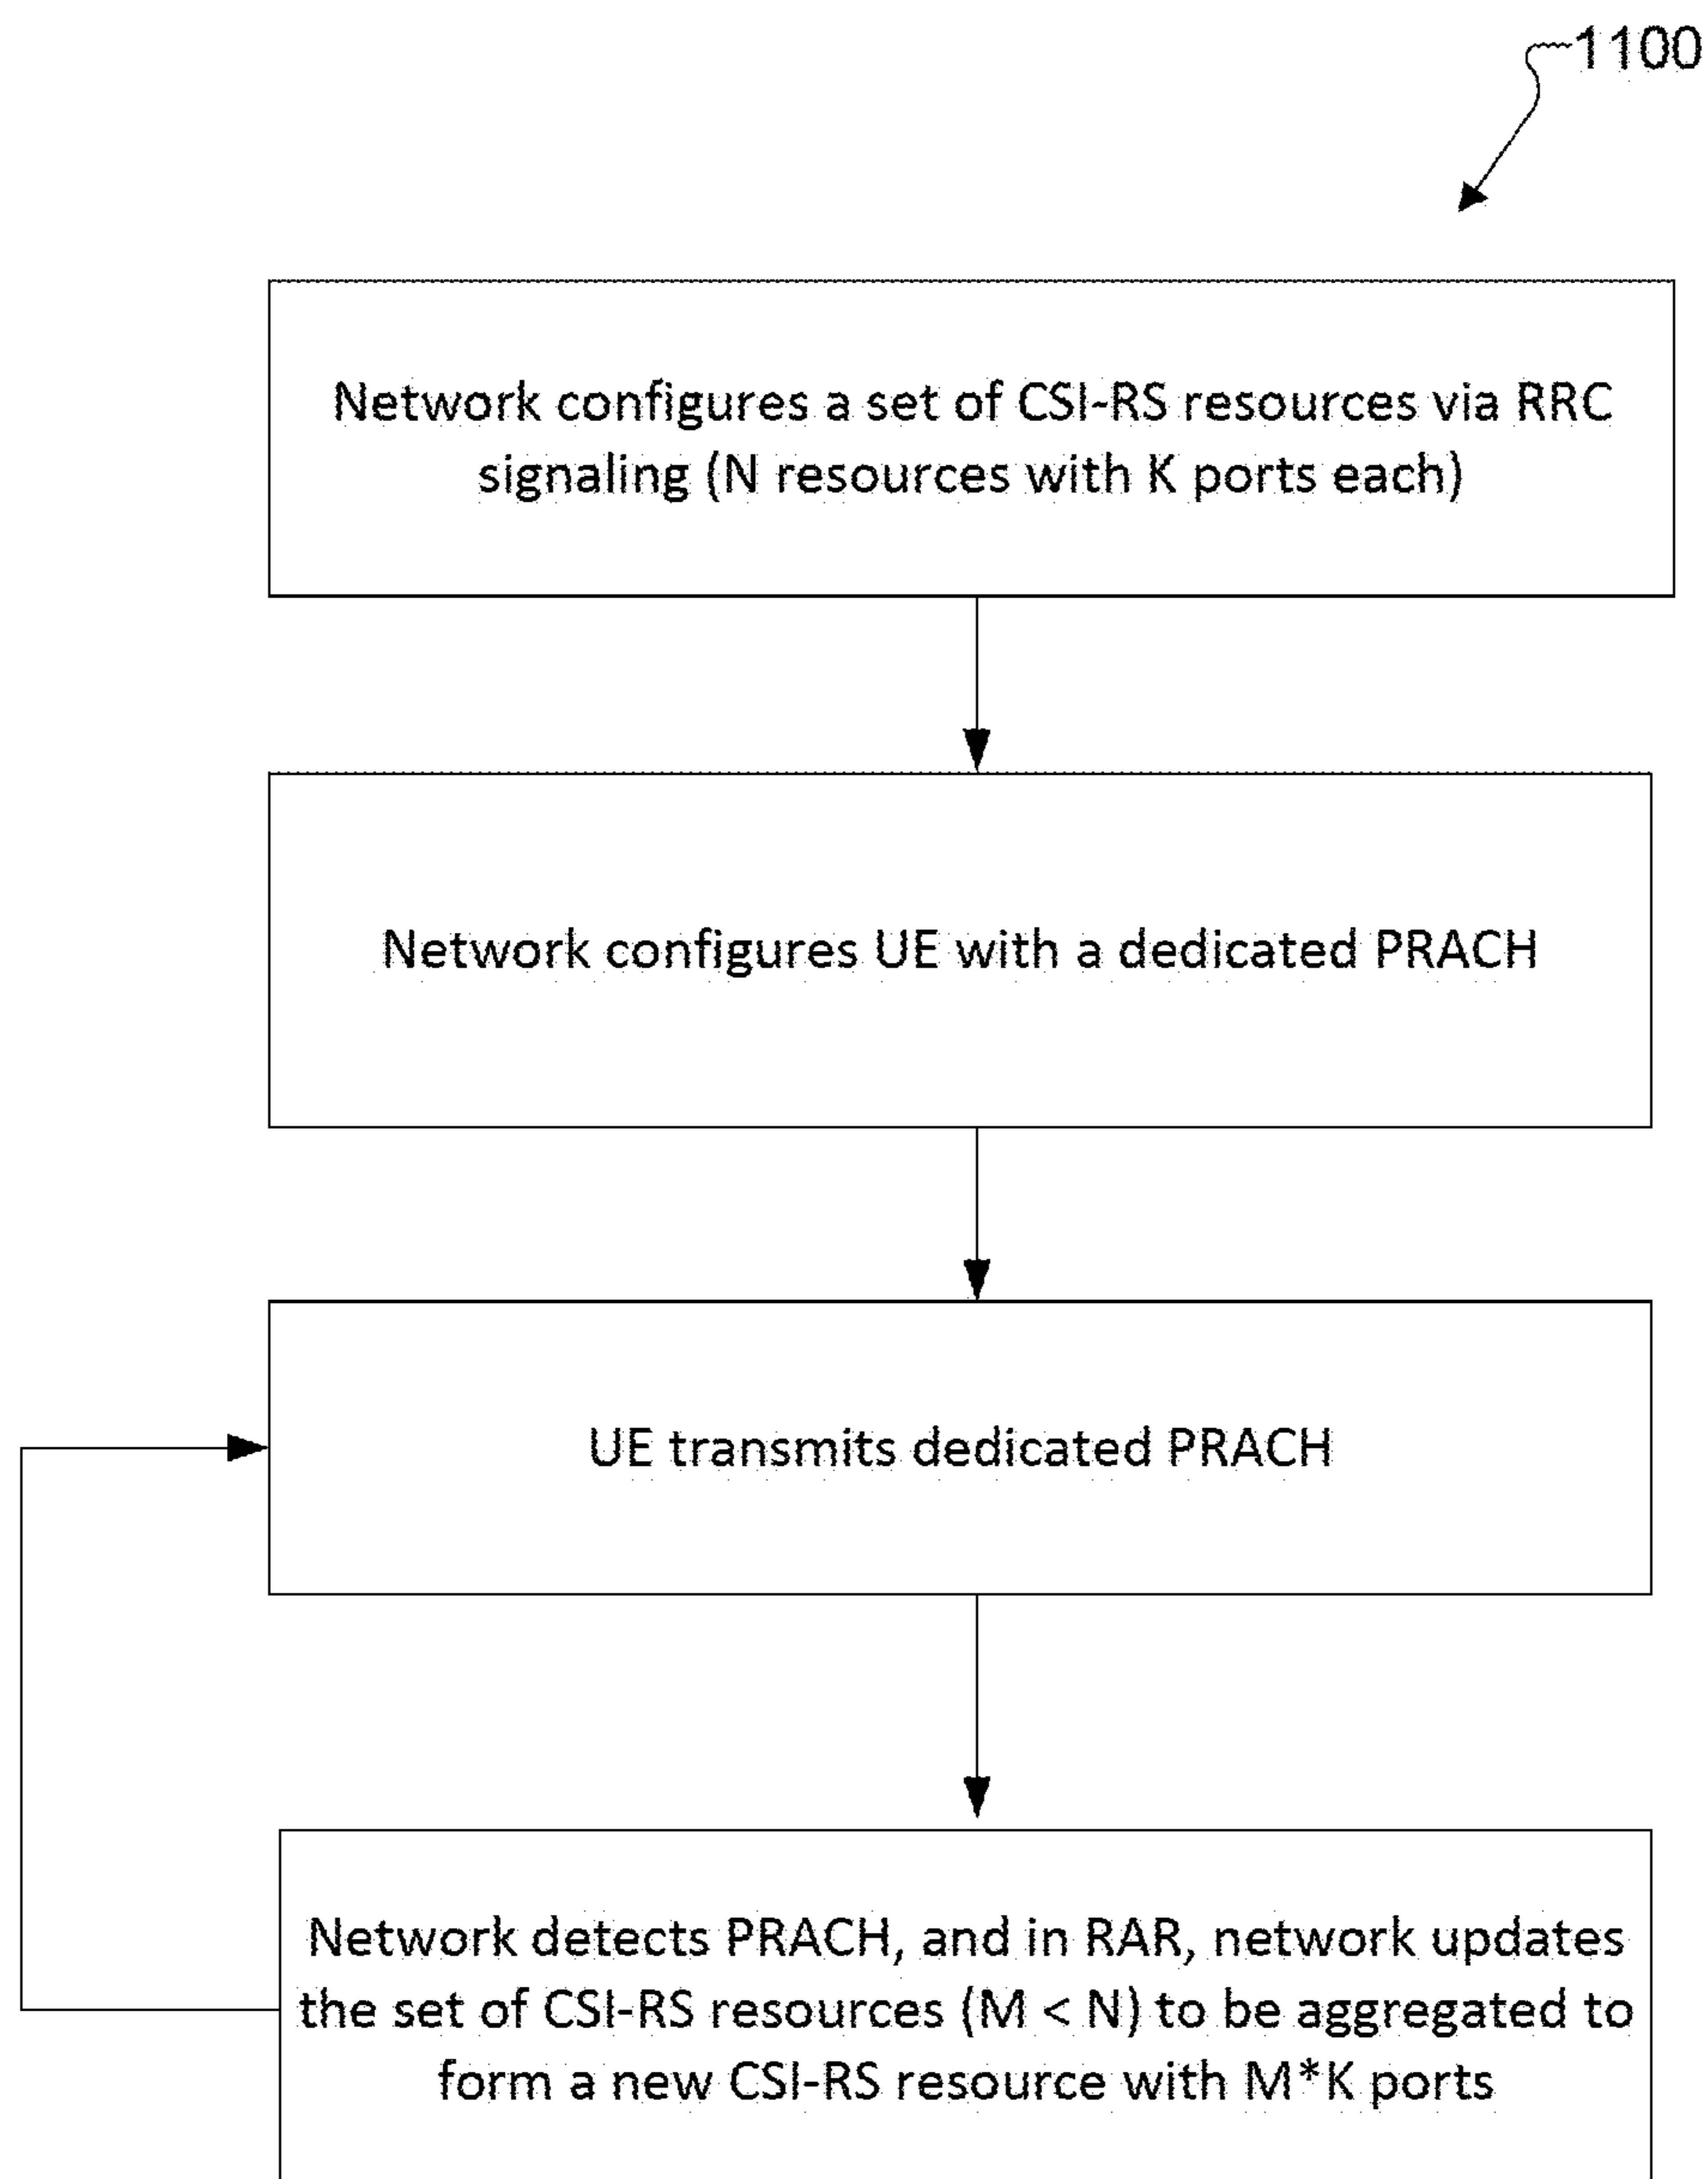 1100
Network configures a set of CSI-RS resources via RRC
signaling (N resources with K ports each)
Network configures UE with a dedicated PRACH
UE transmits dedicated PRACH
Network detects PRACH, and in RAR, network updates
the set of CSI-RS resources (M < N) to be aggregated to
form a new CSI-RS resource with M*K ports